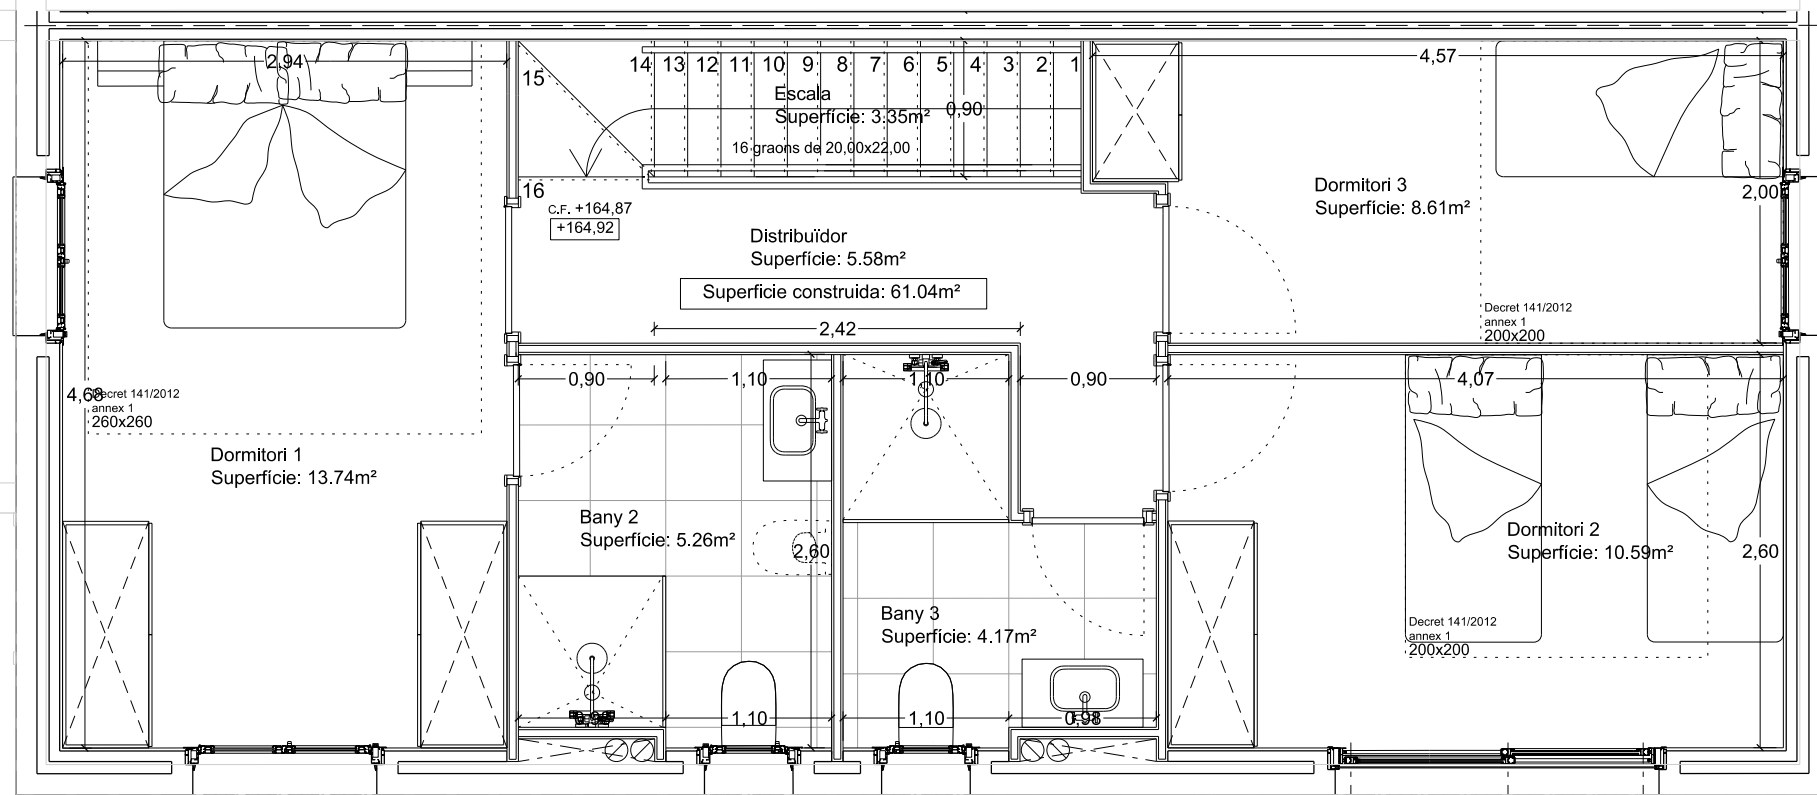 2,94
15
14 13 12 11 10 9 8 7 6 5 4 3 2 1
Escala
Superfície: 3.35m²
0,90
16 graons de 20,00x22,00
16
C.F. +164,87
+164,92
Distribuïdor
Superfície: 5.58m²
Superficie construida: 61.04m²
2,42
4,57
Dormitori 3
Superfície: 8.61m²
2,00
Decret 141/2012
annex 1
200x200
4,68
Decret 141/2012
annex 1
260x260
Dormitori 1
Superfície: 13.74m²
0,90
1,10
1,10
0,90
4,07
Bany 2
Superfície: 5.26m²
2,60
Bany 3
Superfície: 4.17m²
Dormitori 2
Superfície: 10.59m²
2,60
Decret 141/2012
annex 1
200x200
1,10
1,10
0,98